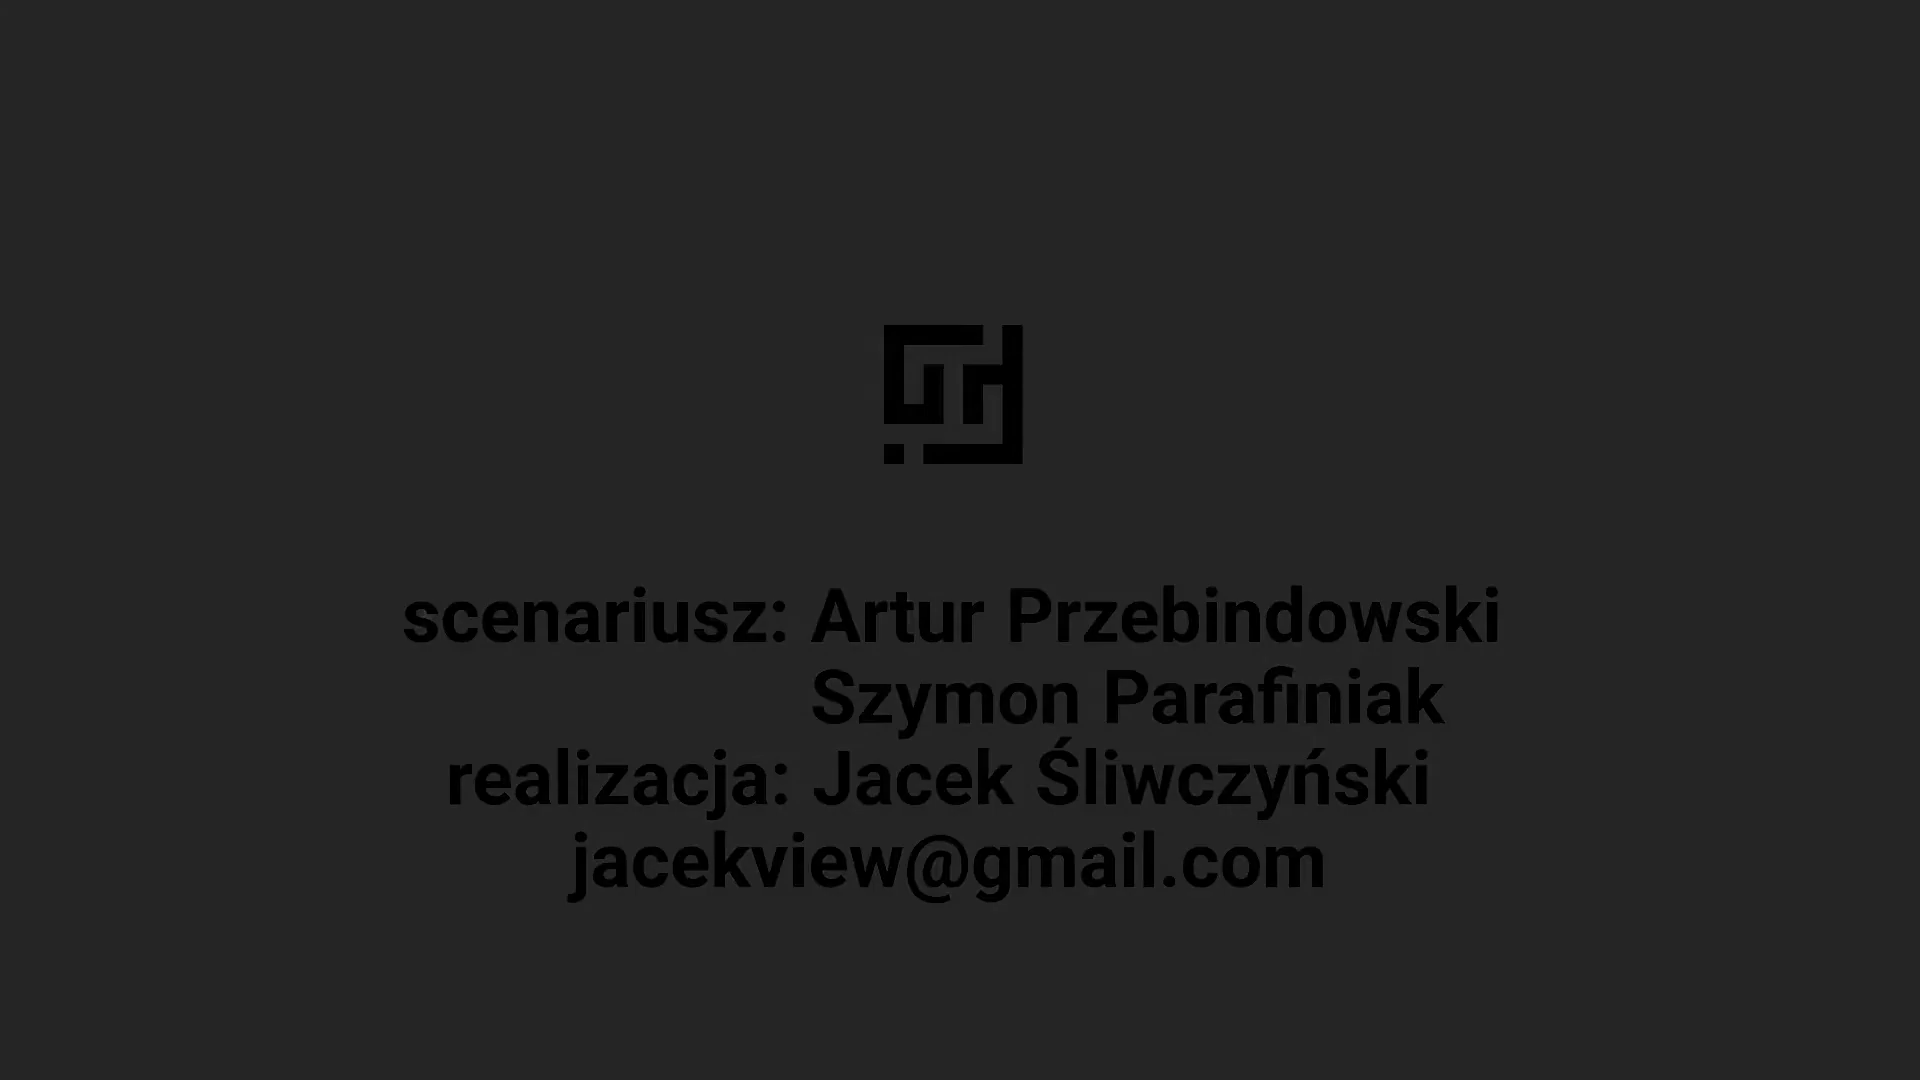 scenariusz: Artur Przebindowski
Szymon Parafiniak
realizacja: Jacek Śliwczyński
jacekview@gmail.com